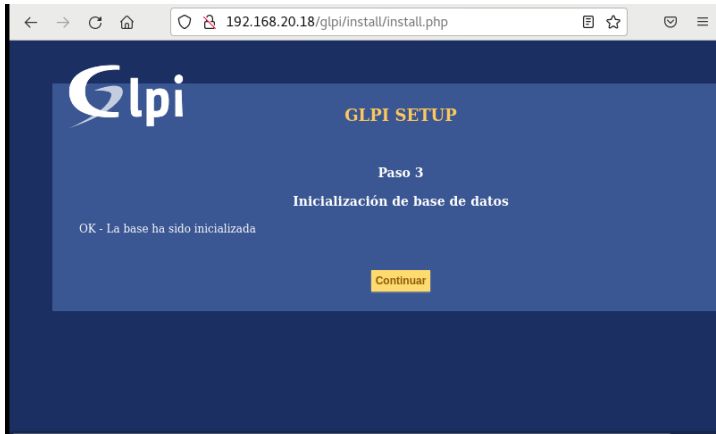 192.168.20.18/glpi/install/install.php
Glpi
GLPI SETUP
Paso 3
Inicialización de base de datos
OK - La base ha sido inicializada
Continuar